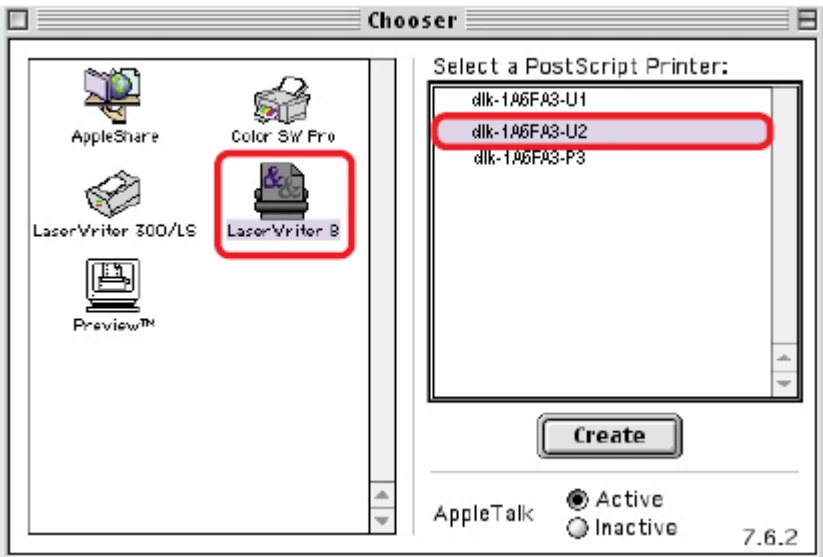 Chooser
AppleShare
Color SW Pro
LaserWriter 300/LS
LaserWriter 8
Preview™
Select a PostScript Printer:
dlk-1A6FA3-U1
dlk-1A6FA3-U2
dlk-1A6FA3-P3
Create
AppleTalk
Active
Inactive
7.6.2